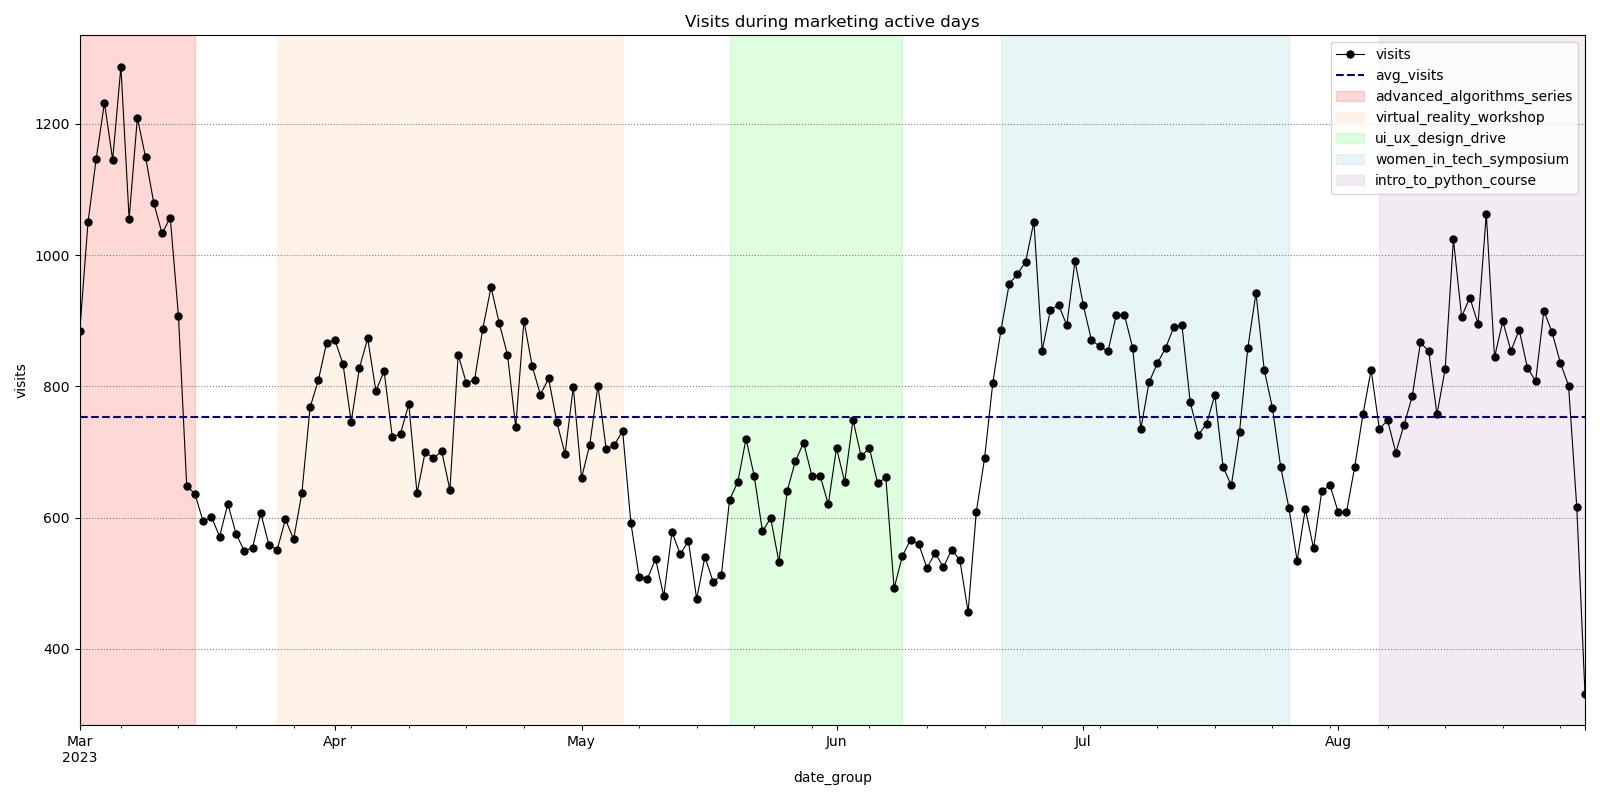 Visits during marketing active days
visits
avg_visits
advanced_algorithms_series
virtual_reality_workshop
ui_ux_design_drive
women_in_tech_symposium
intro_to_python_course
1200
1000
800
600
400
visits
Mar
2023
Apr
May
Jun
Jul
Aug
date_group